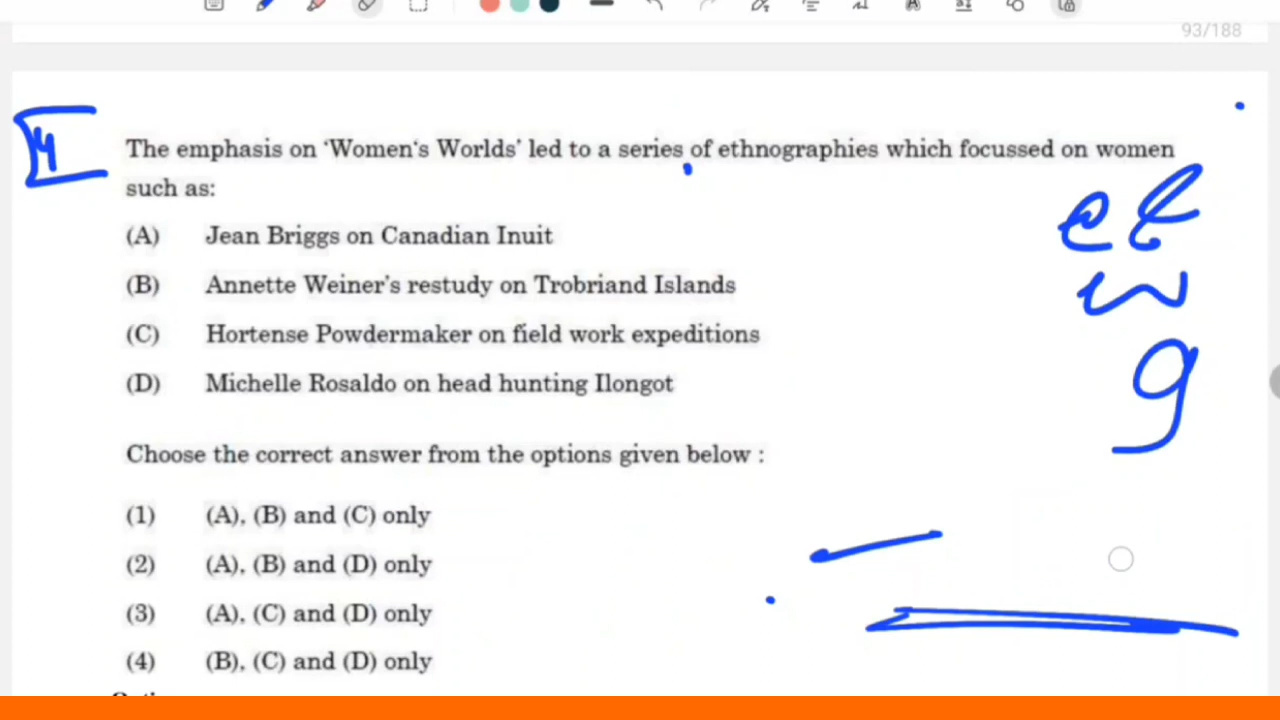 93/188
The emphasis on ‘Women‘s Worlds’ led to a series of ethnographies which focussed on women
such as:
(A) Jean Briggs on Canadian Inuit
(B) Annette Weiner's restudy on Trobriand Islands
(C) Hortense Powdermaker on field work expeditions
(D) Michelle Rosaldo on head hunting Ilongot
Choose the correct answer from the options given below :
(1) (A), (B) and (C) only
(2) (A), (B) and (D) only
(3) (A), (C) and (D) only
(4) (B), (C) and (D) only